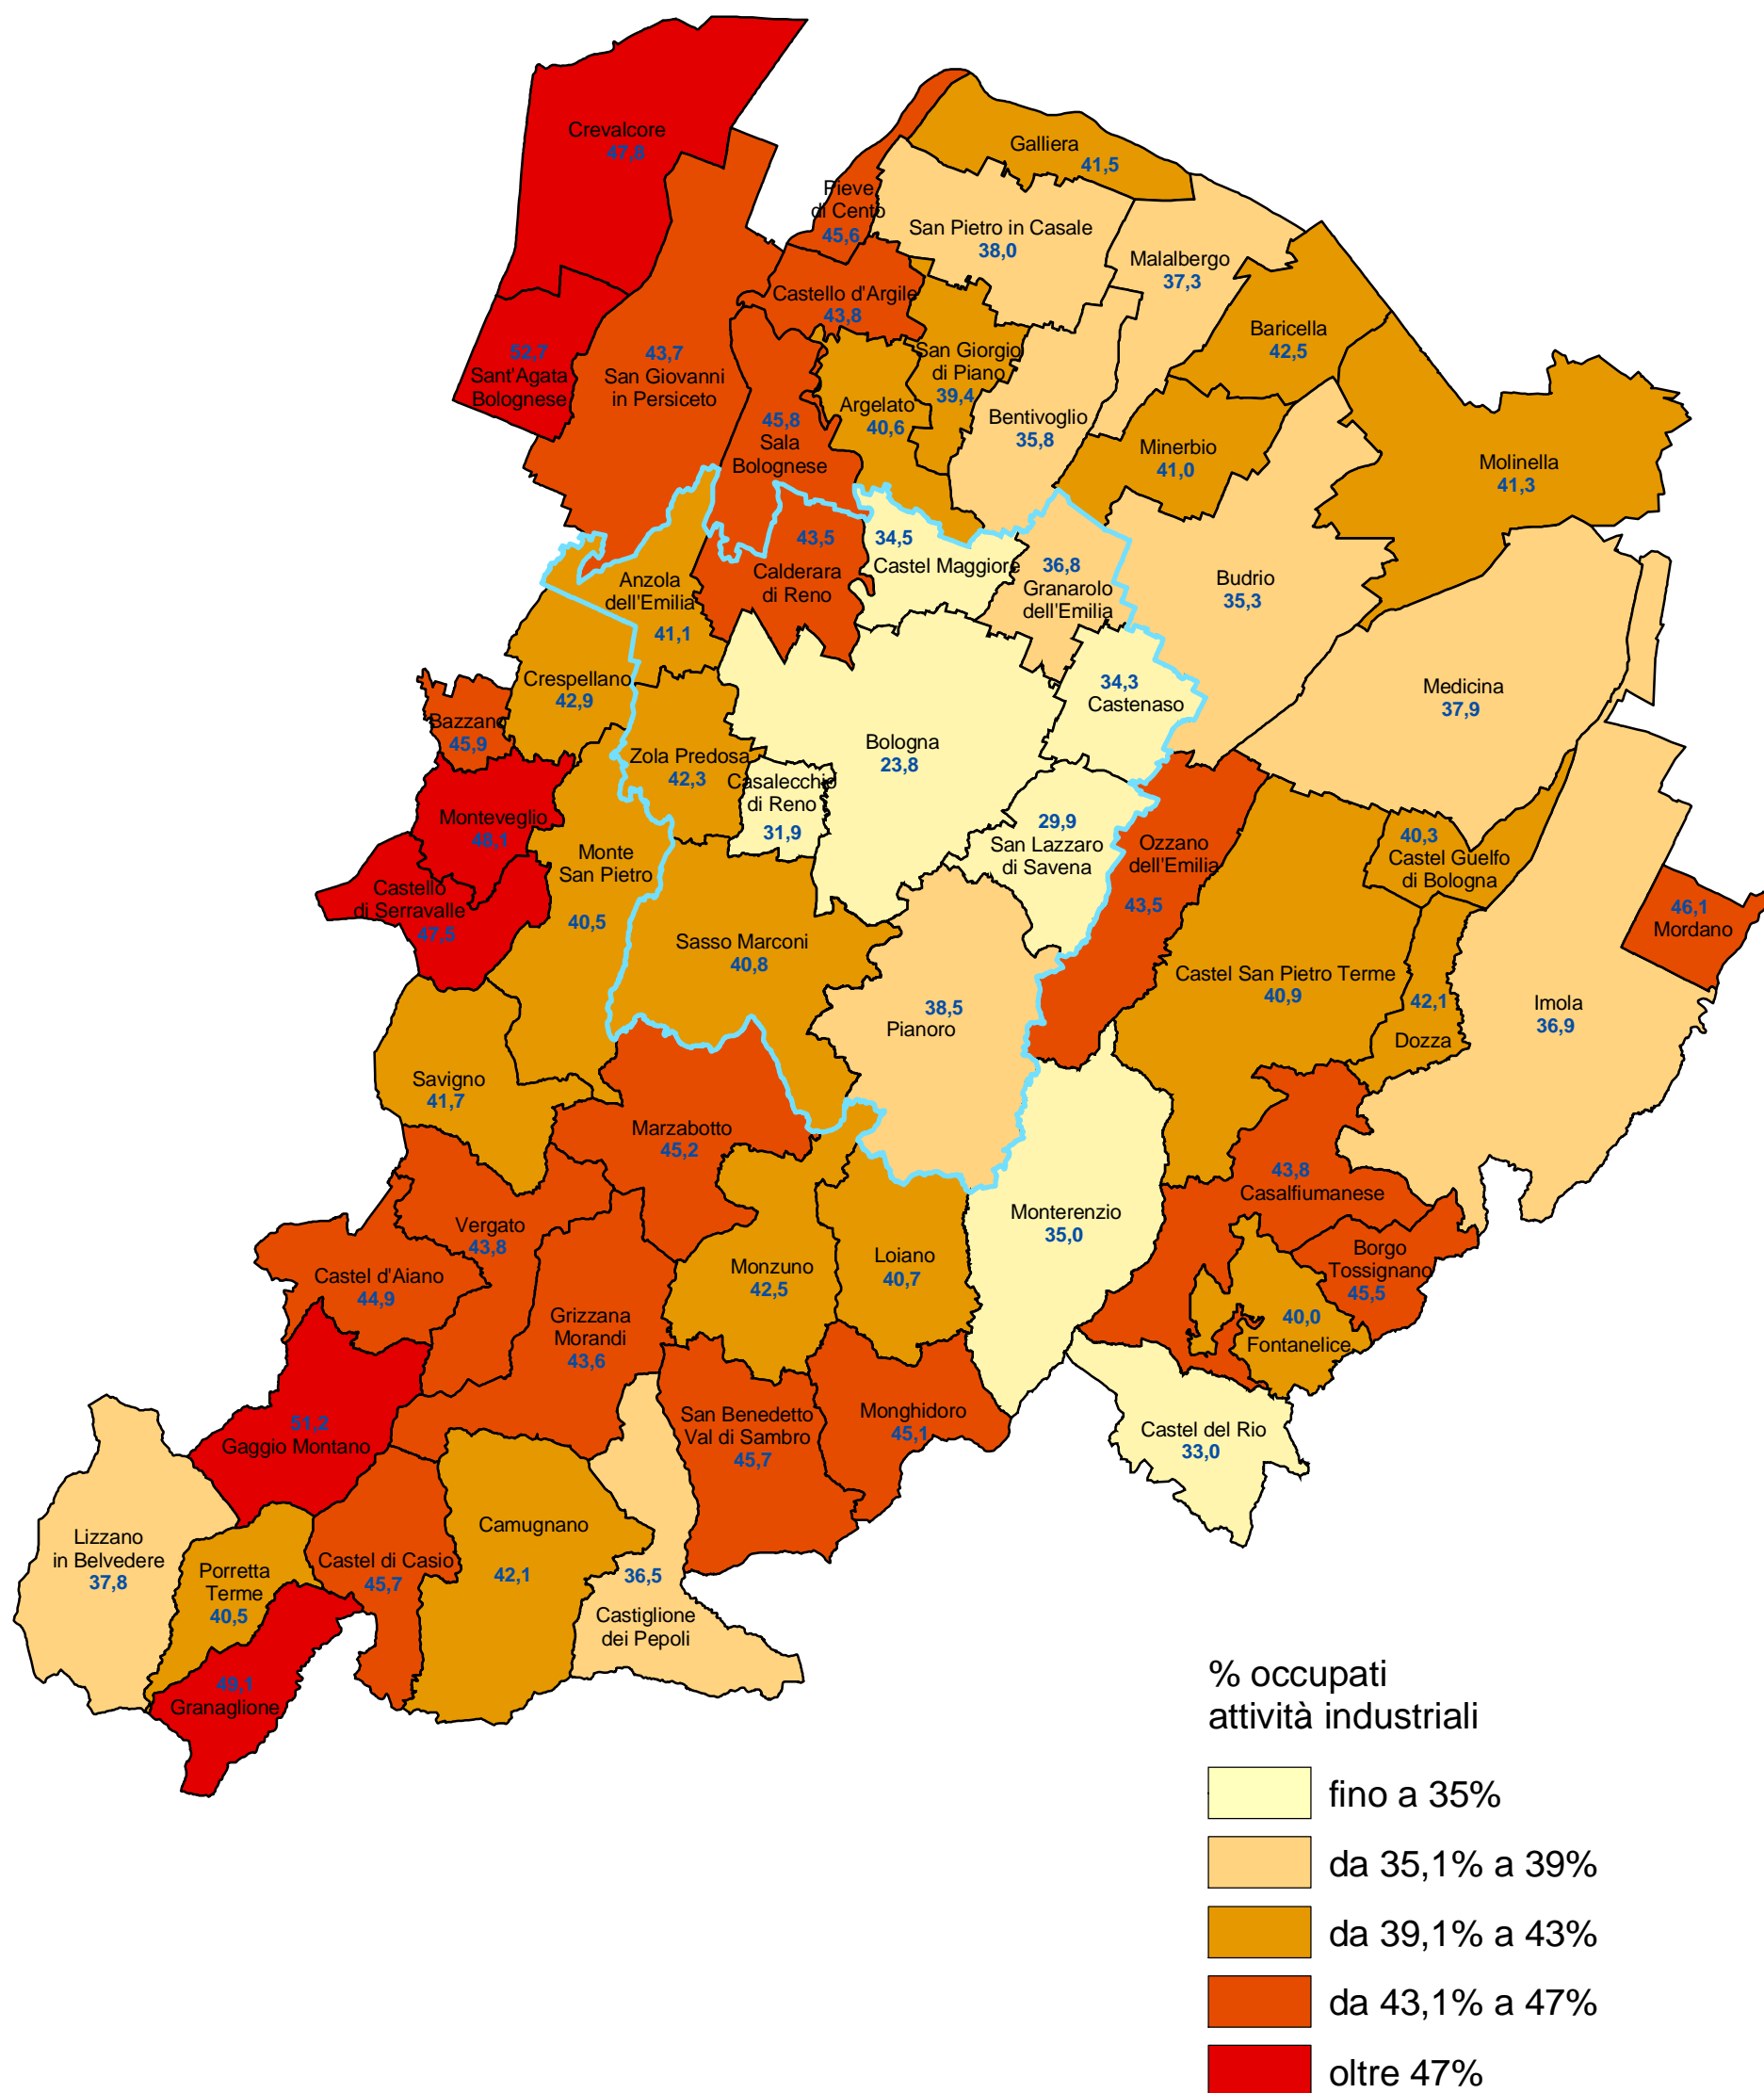 Crevalcore
47,8
Galliera
41,5
Pieve
di Cento
45,6
San Pietro in Casale
38,0
Malalbergo
37,3
Castello d'Argile
43,8
Baricella
42,5
52,7
Sant'Agata
Bolognese
43,7
San Giovanni
in Persiceto
San Giorgio
di Piano
39,4
Argelato
40,6
45,8
Sala
Bolognese
Bentivoglio
35,8
Minerbio
41,0
Molinella
41,3
34,5
Castel Maggiore
43,5
Calderara
di Reno
36,8
Granarolo
dell'Emilia
Anzola
dell'Emilia
41,1
Budrio
35,3
Crespellano
42,9
34,3
Castenaso
Medicina
37,9
Bazzano
45,9
Zola Predosa
42,3
Bologna
23,8
Casalecchio
di Reno
31,9
Monteveglio
48,1
29,9
San Lazzaro
di Savena
Ozzano
dell'Emilia
43,5
40,3
Castel Guelfo
di Bologna
Monte
San Pietro
40,5
Castello
di Serravalle
47,5
46,1
Mordano
Sasso Marconi
40,8
Castel San Pietro Terme
40,9
42,1
Dozza
Imola
36,9
38,5
Pianoro
Savigno
41,7
Marzabotto
45,2
43,8
Casalfiumanese
Monterenzio
35,0
Vergato
43,8
Castel d'Aiano
44,9
Monzuno
42,5
Loiano
40,7
Borgo
Tossignano
45,5
Grizzana
Morandi
43,6
40,0
Fontanelice
51,2
Gaggio Montano
San Benedetto
Val di Sambro
45,7
Monghidoro
45,1
Castel del Rio
33,0
Lizzano
in Belvedere
37,8
Camugnano
42,1
Castel di Casio
45,7
Porretta
Terme
40,5
36,5
Castiglione
dei Pepoli
49,1
Granaglione
% occupati
attività industriali
fino a 35%
da 35,1% a 39%
da 39,1% a 43%
da 43,1% a 47%
oltre 47%